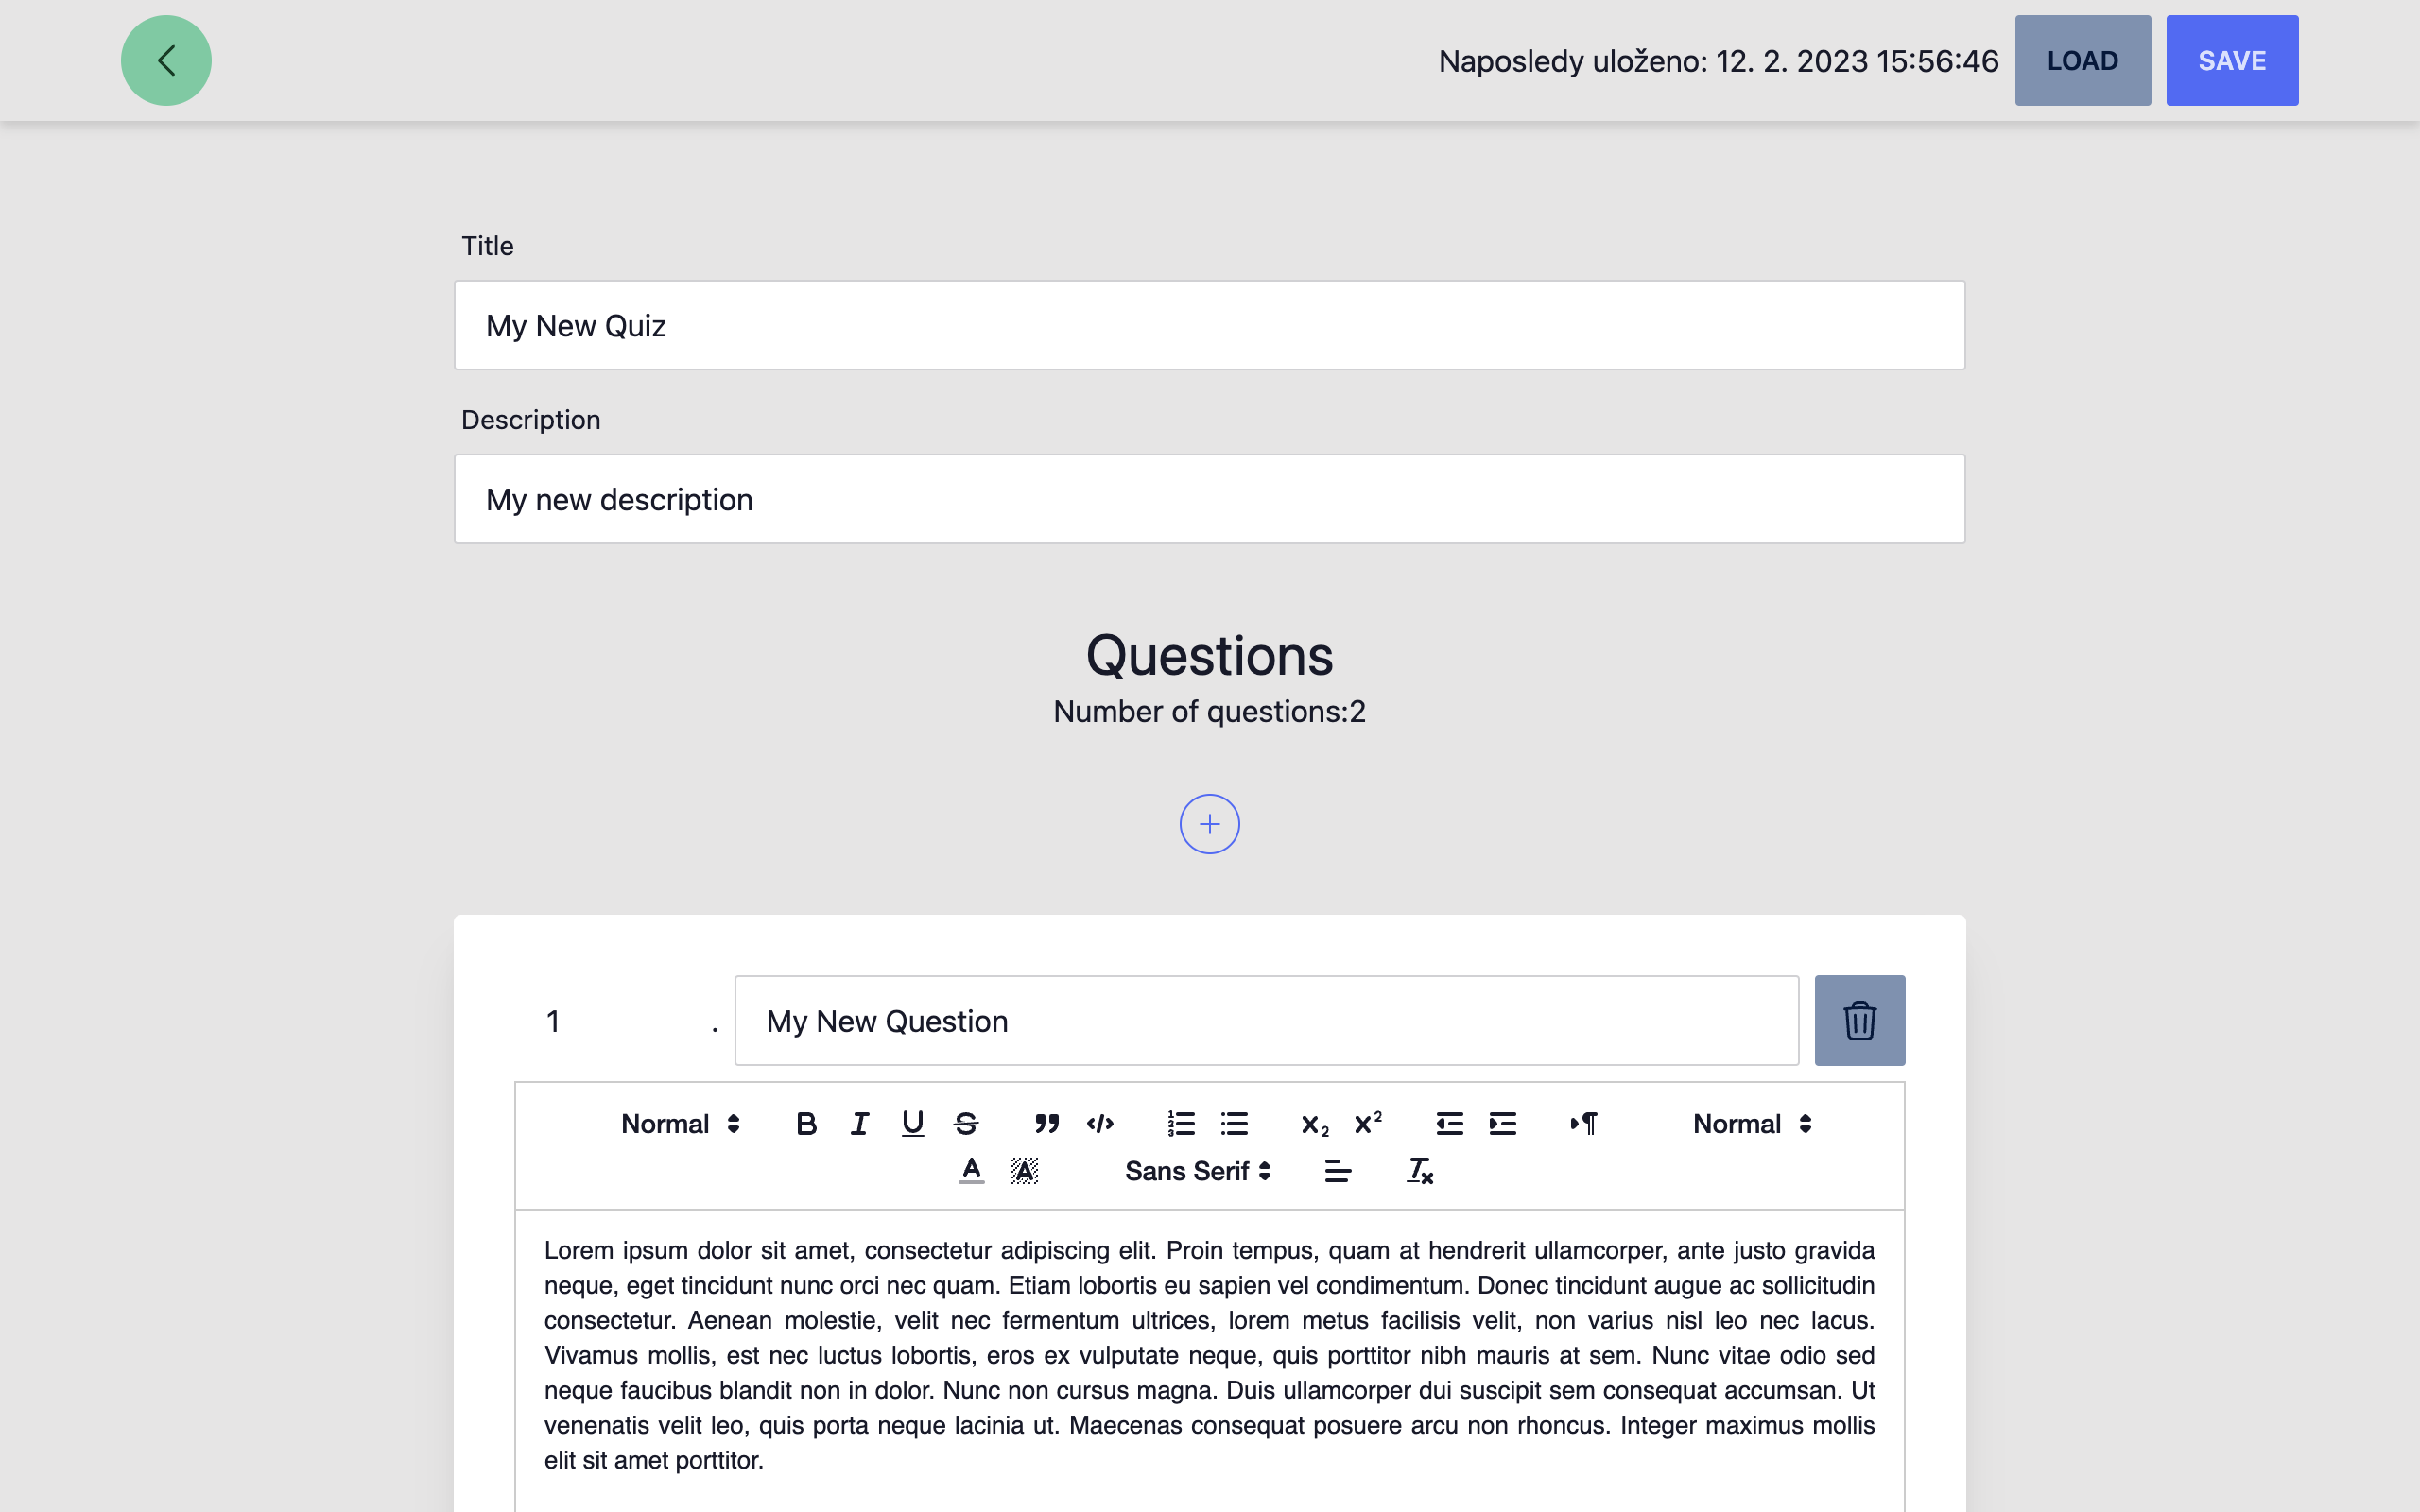 Naposledy uloženo: 12. 2. 2023 15:56:46 LOAD SAVE
Title
My New Quiz
Description
My new description
Questions
Number of questions:2
1 . My New Question
Normal B I U S x₂ x² Normal
A A Sans Serif Tx
Lorem ipsum dolor sit amet, consectetur adipiscing elit. Proin tempus, quam at hendrerit ullamcorper, ante justo gravida
neque, eget tincidunt nunc orci nec quam. Etiam lobortis eu sapien vel condimentum. Donec tincidunt augue ac sollicitudin
consectetur. Aenean molestie, velit nec fermentum ultrices, lorem metus facilisis velit, non varius nisl leo nec lacus.
Vivamus mollis, est nec luctus lobortis, eros ex vulputate neque, quis porttitor nibh mauris at sem. Nunc vitae odio sed
neque faucibus blandit non in dolor. Nunc non cursus magna. Duis ullamcorper dui suscipit sem consequat accumsan. Ut
venenatis velit leo, quis porta neque lacinia ut. Maecenas consequat posuere arcu non rhoncus. Integer maximus mollis
elit sit amet porttitor.